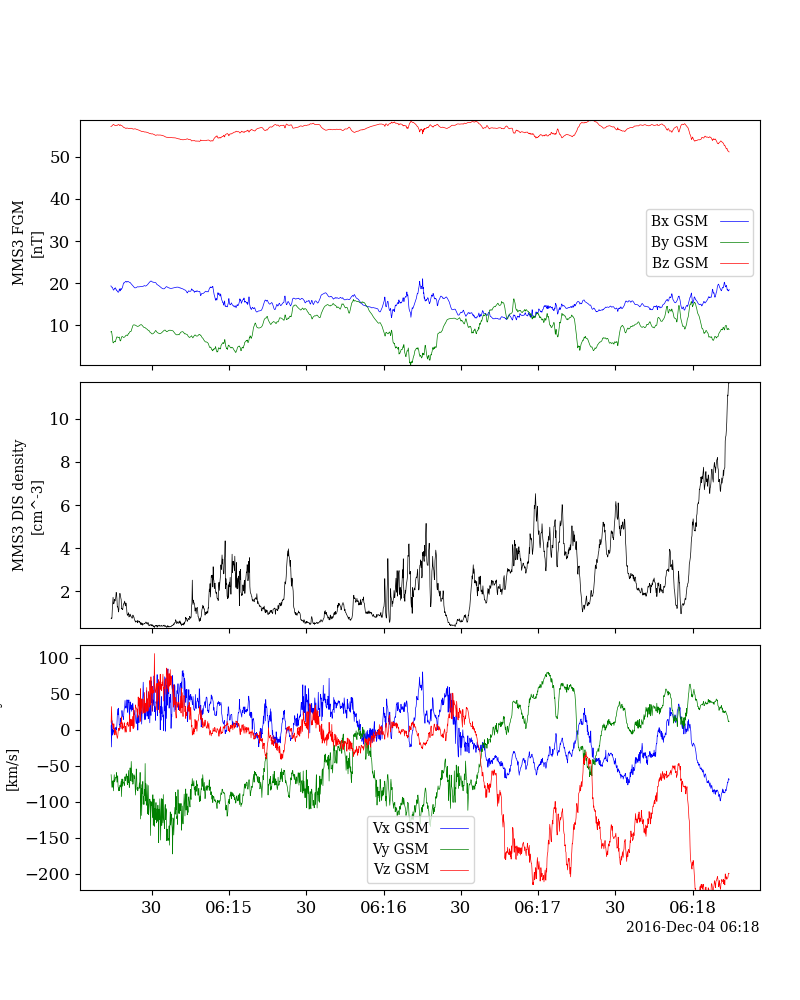 50
40
30
20
10
MMS3 FGM
[nT]
Bx GSM
By GSM
Bz GSM
10
8
6
4
2
MMS3 DIS density
[cm^-3]
100
50
0
−50
−100
−150
−200
[km/s]
Vx GSM
Vy GSM
Vz GSM
30 06:15 30 06:16 30 06:17 30 06:18
2016-Dec-04 06:18